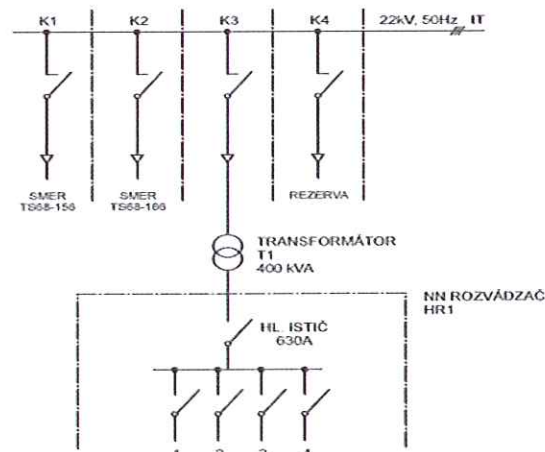 K1 K2 K3 K4 22kV, 50Hz IT
SMER
TS68-156
SMER
TS68-166
REZERVA
TRANSFORMÁTOR
T1
400 kVA
NN ROZVÁDZAČ
HR1
HL. ISTIČ
630A